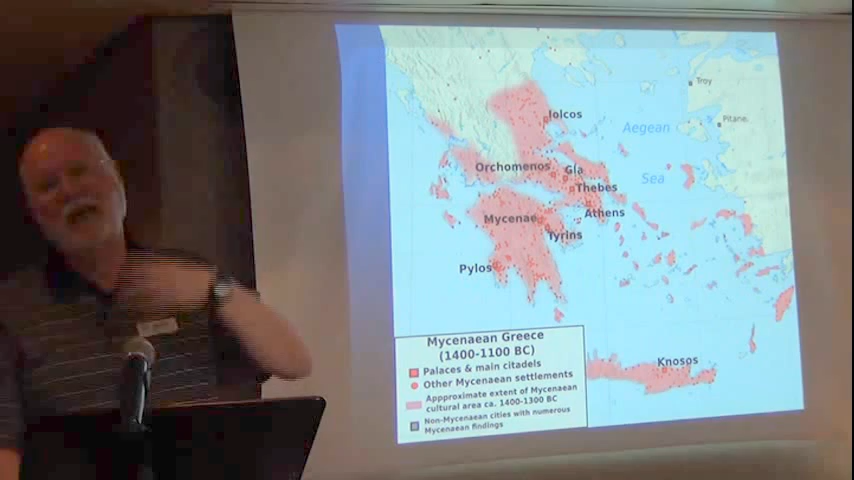 Troy
Pitane
Iolcos
Aegean
Sea
Orchomenos
Gla
Thebes
Athens
Mycenae
Tyrins
Pylos
Knosos
Mycenaean Greece
(1400-1100 BC)
Palaces & main citadels
Other Mycenaean settlements
Appproximate extent of Mycenaean
cultural area ca. 1400-1300 BC
Non-Mycenaean cities with numerous
Mycenaean findings